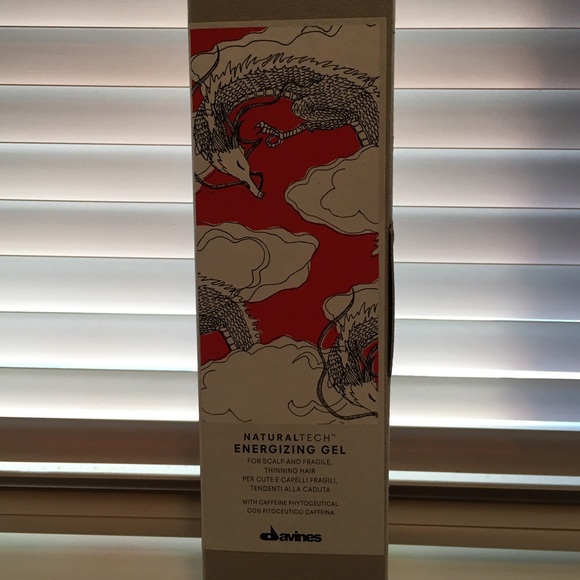 NATURALTECH™
ENERGIZING GEL
FOR SCALP AND FRAGILE,
THINNING HAIR
PER CUTE E CAPELLI FRAGILI,
TENDENTI ALLA CADUTA
WITH CAFFEINE PHYTOCEUTICAL
CON FITOCEUTICO CAFFEINA
davines